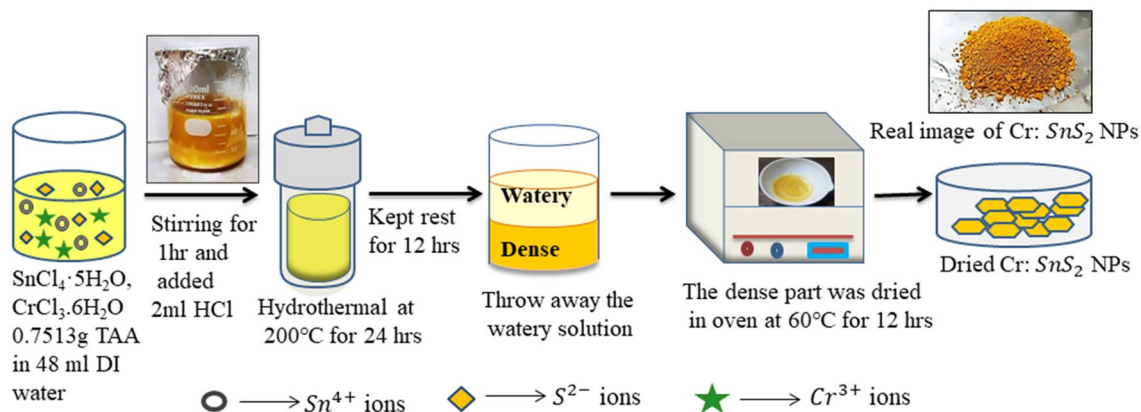 SnCl₄·5H₂O,
CrCl₃.6H₂O
0.7513g TAA
in 48 ml DI
water
Stirring for
1hr and
added
2ml HCl
Hydrothermal at
200°C for 24 hrs
Kept rest
for 12 hrs
Watery
Dense
Throw away the
watery solution
The dense part was dried
in oven at 60°C for 12 hrs
Real image of Cr: SnS₂ NPs
Dried Cr: SnS₂ NPs
Sn⁴⁺ ions
S²⁻ ions
Cr³⁺ ions